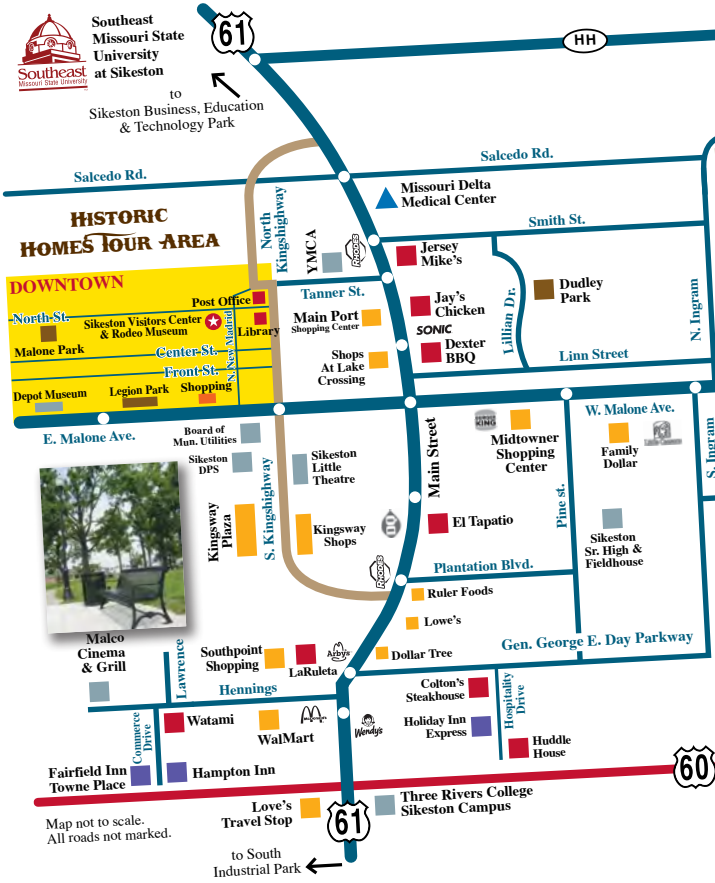 Southeast
Missouri State
University
at Sikeston
Southeast
Missouri State University
61
HH
to
Sikeston Business, Education
& Technology Park
Salcedo Rd.
Salcedo Rd.
Missouri Delta
Medical Center
HISTORIC
HOMES TOUR AREA
North
Kingshighway
YMCA
RHODES
Smith St.
Jersey
Mike's
DOWNTOWN
Post Office
Tanner St.
Lillian Dr.
Dudley
Park
N. Ingram
North St.
Sikeston Visitors Center
& Rodeo Museum
N. New Madrid
Library
Main Port
Shopping Center
Jay's
Chicken
SONIC
Malone Park
Center St.
Front St.
Shops
At Lake
Crossing
Dexter
BBQ
Linn Street
Depot Museum
Legion Park
Shopping
E. Malone Ave.
Board of
Mun. Utilities
Sikeston
DPS
Sikeston
Little
Theatre
Main Street
BURGER
KING
Midtowner
Shopping
Center
W. Malone Ave.
Family
Dollar
Little Caesars
S. Ingram
Kingsway
Plaza
S. Kingshighway
Kingsway
Shops
El Tapatio
Pine st.
Sikeston
Sr. High &
Fieldhouse
RHODES
Plantation Blvd.
Ruler Foods
Lowe's
Dollar Tree
Gen. George E. Day Parkway
Malco
Cinema
& Grill
Lawrence
Southpoint
Shopping
LaRuleta
Arby's
Hennings
Colton's
Steakhouse
Hospitality
Drive
Commerce
Drive
Watami
WalMart
McDonald's
Wendy's
Holiday Inn
Express
Huddle
House
Fairfield Inn
Towne Place
Hampton Inn
60
Map not to scale.
All roads not marked.
Love's
Travel Stop
61
Three Rivers College
Sikeston Campus
to South
Industrial Park